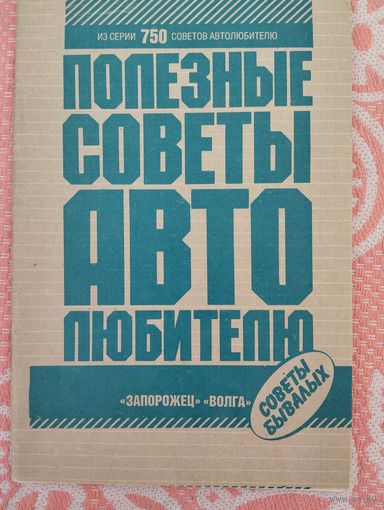 ИЗ СЕРИИ 750 СОВЕТОВ АВТОЛЮБИТЕЛЮ
ПОЛЕЗНЫЕ
СОВЕТЫ
АВТО
ЛЮБИТЕЛЮ
«ЗАПОРОЖЕЦ» «ВОЛГА»
СОВЕТЫ
БЫВАЛЫХ